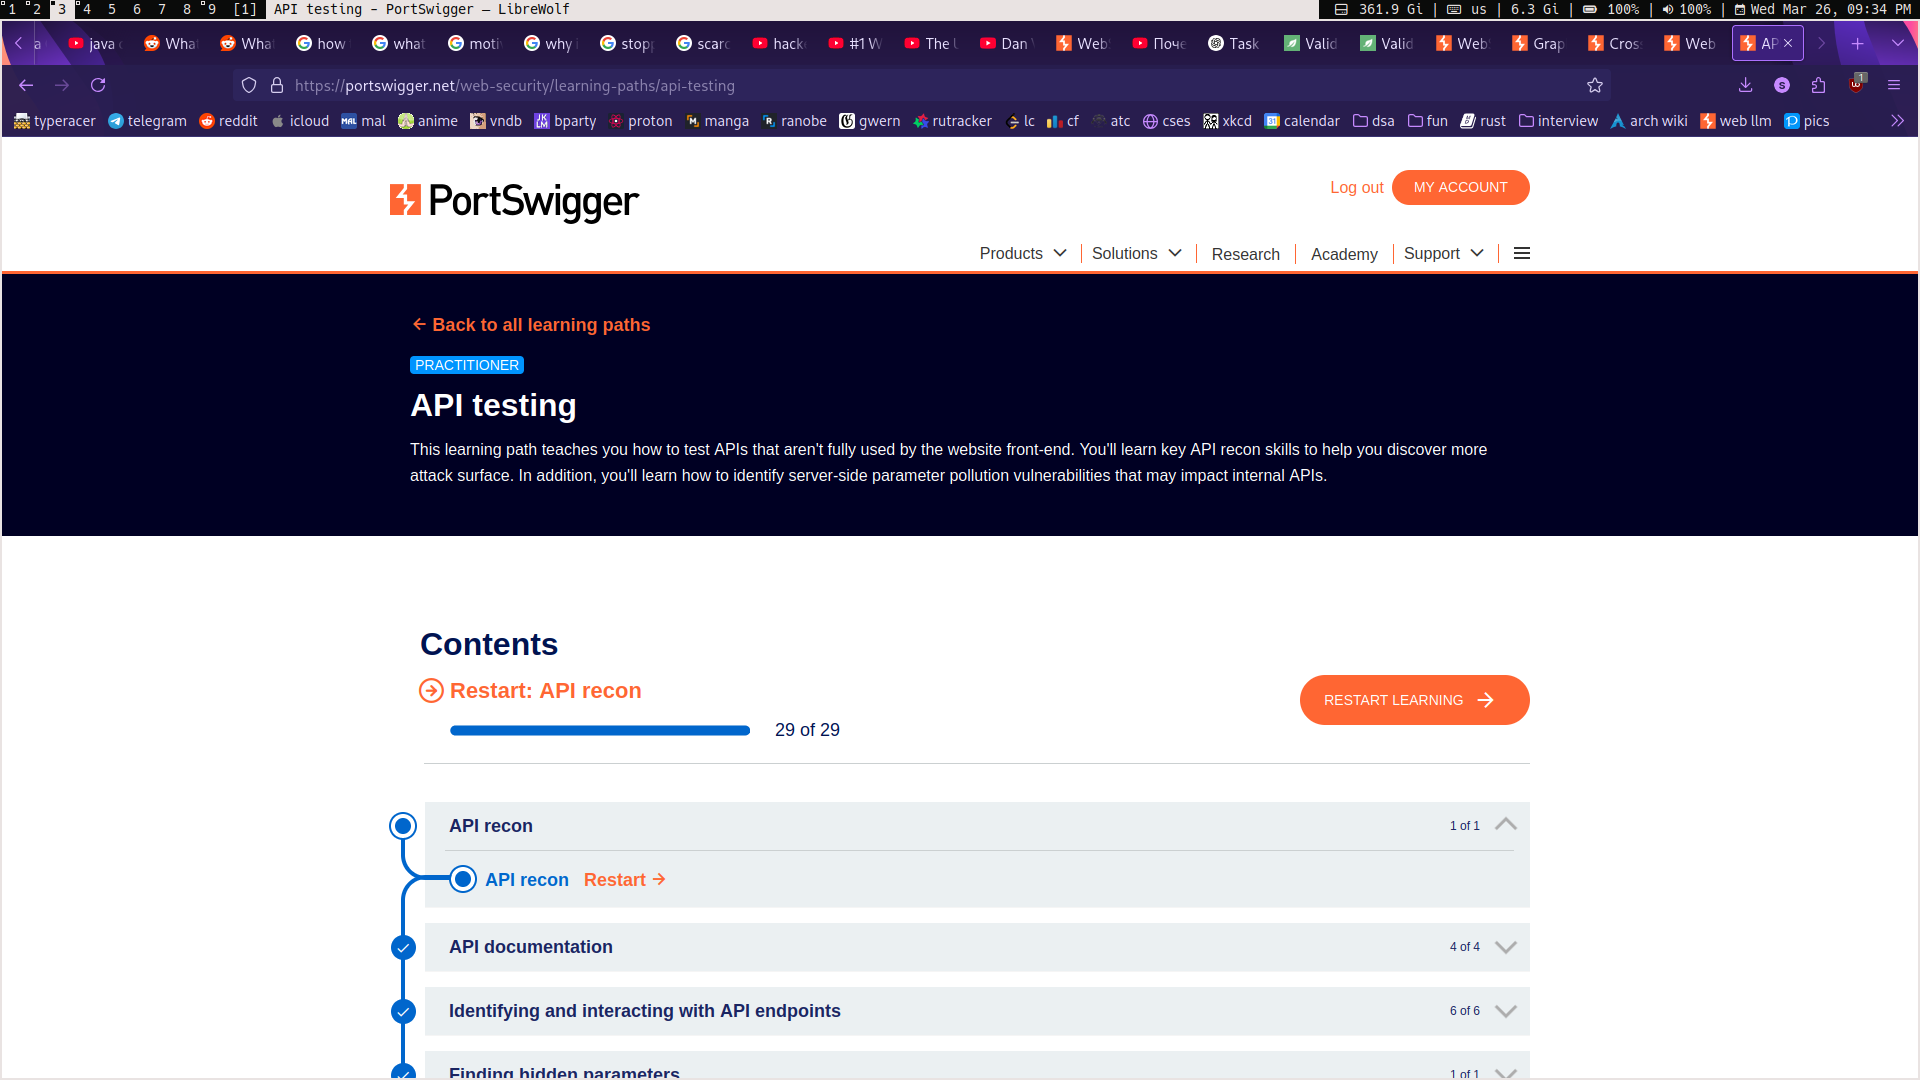 1 2 3 4 5 6 7 8 9 [1] API testing - PortSwigger — LibreWolf 361.9 Gi | us | 6.3 Gi | 100% | 100% | Wed Mar 26, 09:34 PM
java What What how what moti why i stopp scarc hack #1 W The Dan WebS Поче Task Valid Valid WebS Grap Cros Web AP
https://portswigger.net/web-security/learning-paths/api-testing
1
typeracer telegram reddit icloud mal anime vndb bparty proton manga ranobe gwern rutracker lc cf atc cses xkcd calendar dsa fun rust interview arch wiki web llm pics
PortSwigger
Log out MY ACCOUNT
Products Solutions Research Academy Support
Back to all learning paths
PRACTITIONER
API testing
This learning path teaches you how to test APIs that aren't fully used by the website front-end. You'll learn key API recon skills to help you discover more
attack surface. In addition, you'll learn how to identify server-side parameter pollution vulnerabilities that may impact internal APIs.
Contents
Restart: API recon
RESTART LEARNING
29 of 29
API recon 1 of 1
API recon Restart
API documentation 4 of 4
Identifying and interacting with API endpoints 6 of 6
Finding hidden parameters 1 of 1